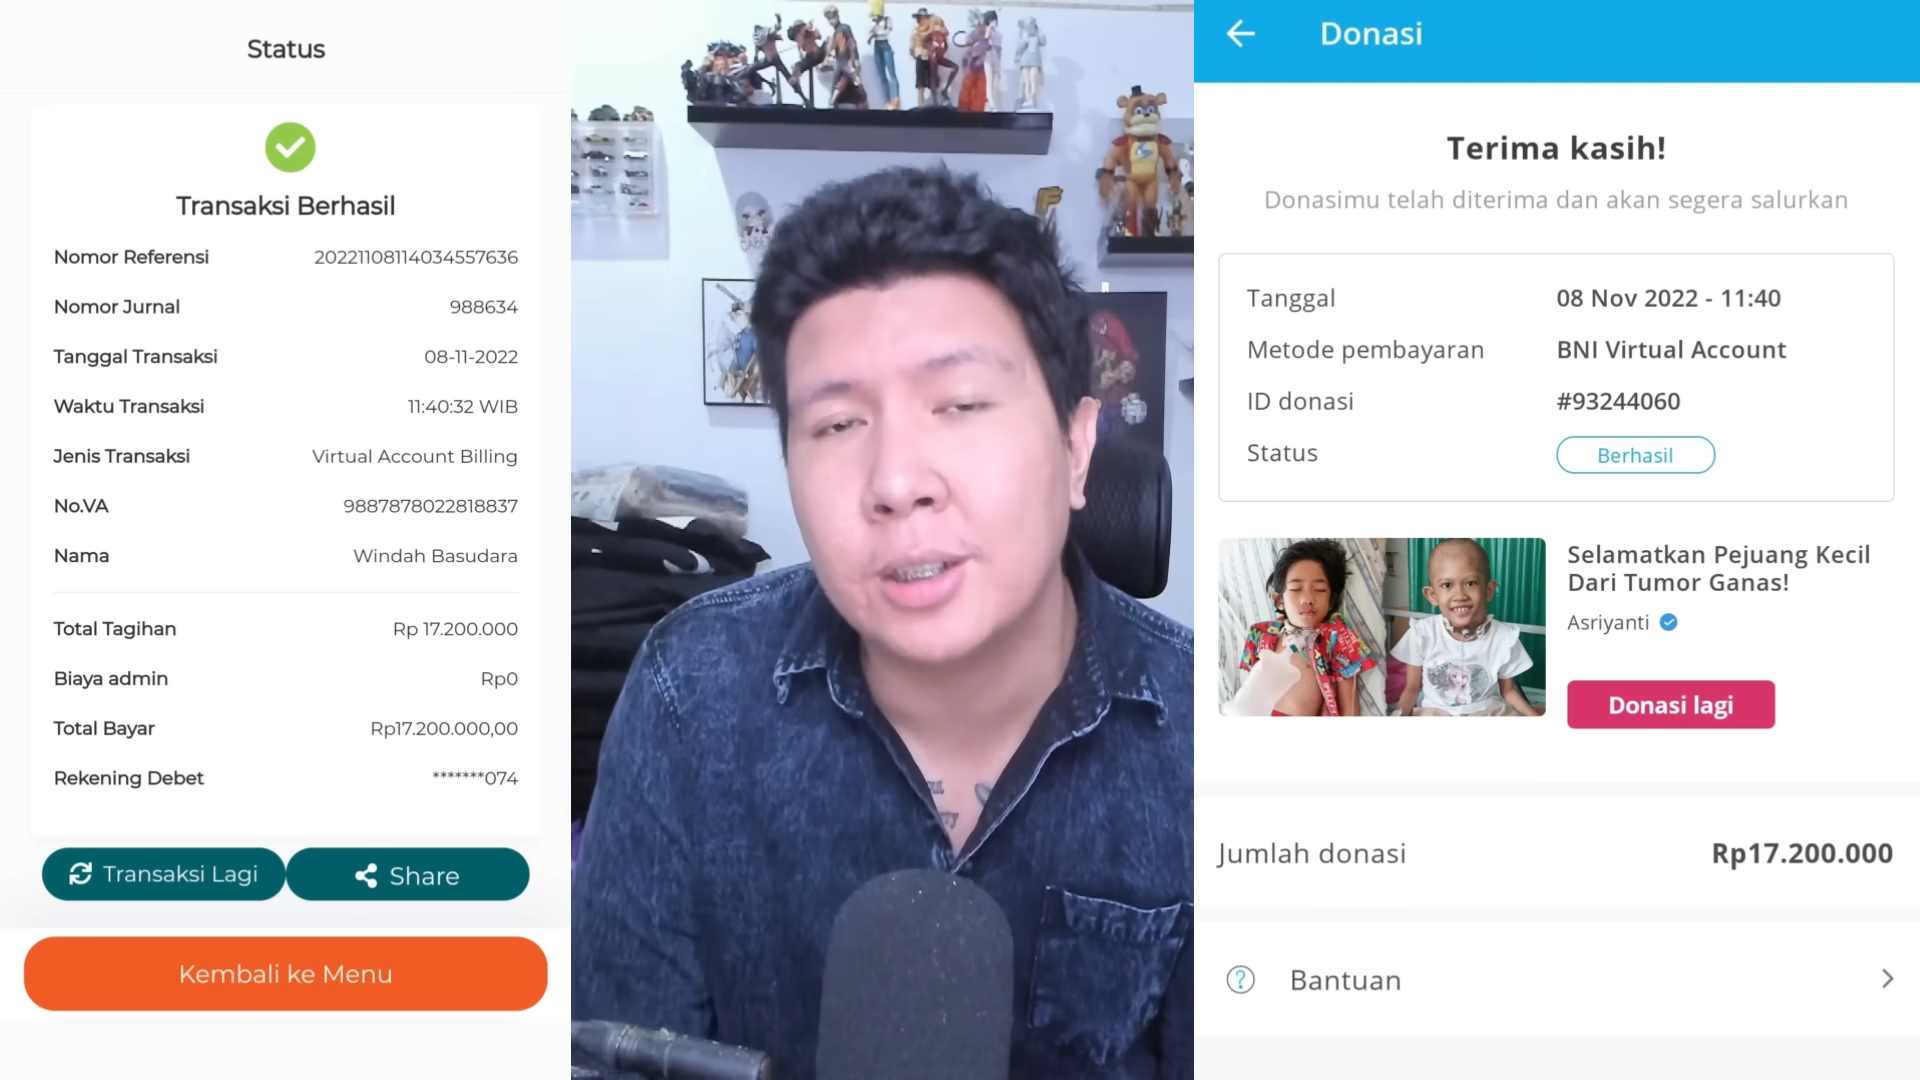 Status
Transaksi Berhasil
Nomor Referensi 20221108114034557636
Nomor Jurnal 988634
Tanggal Transaksi 08-11-2022
Waktu Transaksi 11:40:32 WIB
Jenis Transaksi Virtual Account Billing
No.VA 9887878022818837
Nama Windah Basudara
Total Tagihan Rp 17.200.000
Biaya admin Rp0
Total Bayar Rp17.200.000,00
Rekening Debet *******074
Transaksi Lagi
Share
Kembali ke Menu
Donasi
Terima kasih!
Donasimu telah diterima dan akan segera salurkan
Tanggal 08 Nov 2022 - 11:40
Metode pembayaran BNI Virtual Account
ID donasi #93244060
Status Berhasil
Selamatkan Pejuang Kecil
Dari Tumor Ganas!
Asriyanti
Donasi lagi
Jumlah donasi Rp17.200.000
? Bantuan